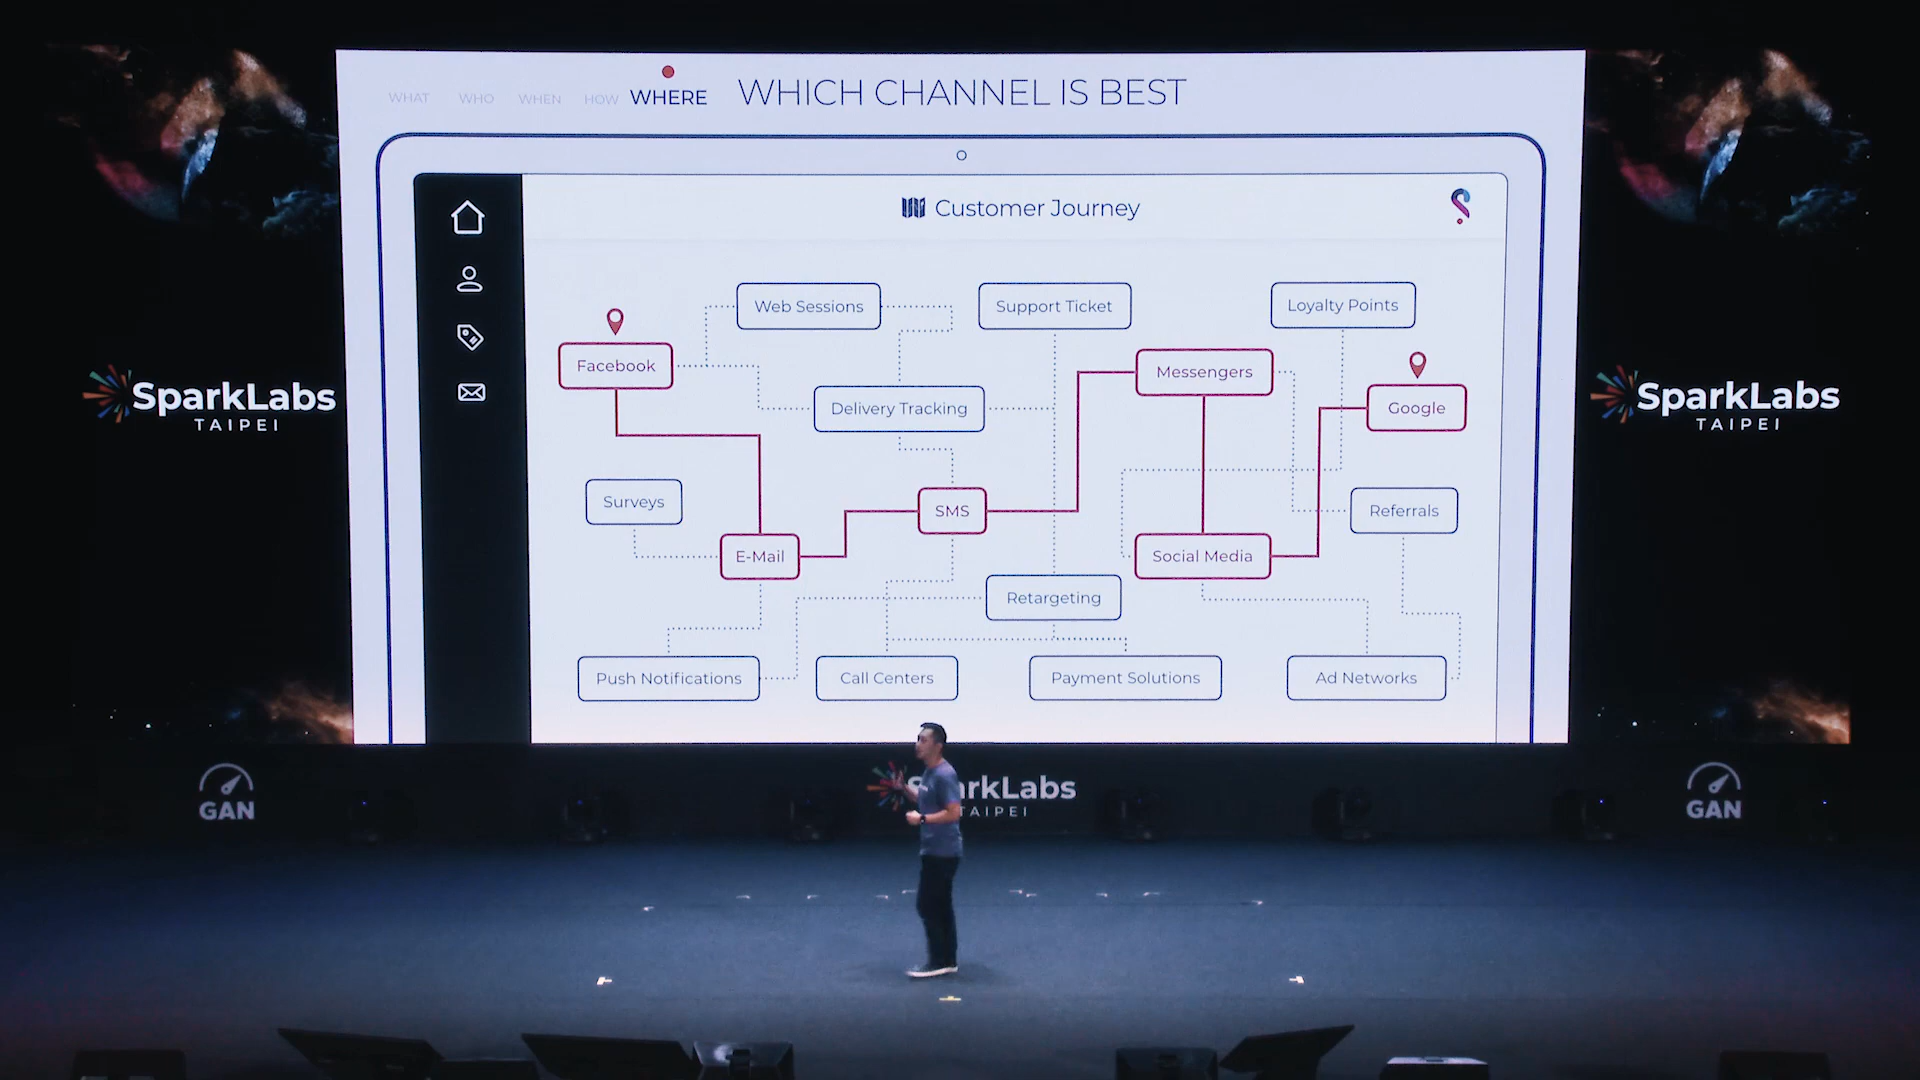 WHAT WHO WHEN HOW WHERE WHICH CHANNEL IS BEST
Customer Journey
Web Sessions
Support Ticket
Loyalty Points
Facebook
Messengers
Delivery Tracking
Google
Surveys
SMS
Referrals
E-Mail
Social Media
Retargeting
Push Notifications
Call Centers
Payment Solutions
Ad Networks
SparkLabs
TAIPEI
SparkLabs
TAIPEI
GAN
S arkLabs
TAIPEI
GAN